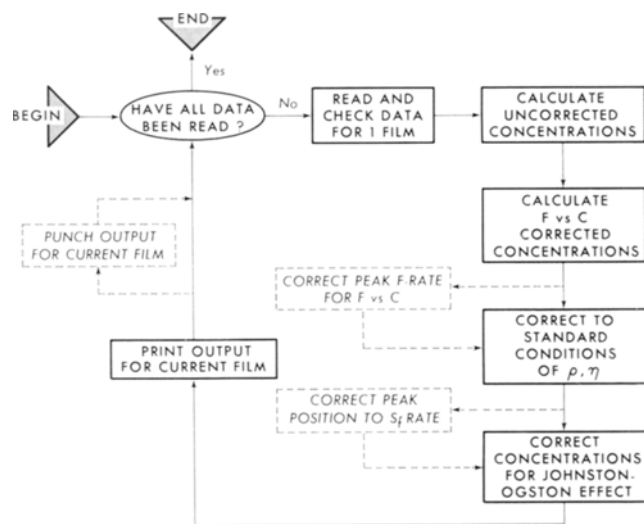 END
Yes
BEGIN
HAVE ALL DATA
BEEN READ ?
No
READ AND
CHECK DATA
FOR 1 FILM
CALCULATE
UNCORRECTED
CONCENTRATIONS
CALCULATE
F vs C
CORRECTED
CONCENTRATIONS
PUNCH OUTPUT
FOR CURRENT FILM
CORRECT PEAK F-RATE
FOR F vs C
CORRECT TO
STANDARD
CONDITIONS
OF ρ, η
PRINT OUTPUT
FOR CURRENT FILM
CORRECT PEAK
POSITION TO Sf RATE
CORRECT
CONCENTRATIONS
FOR JOHNSTON-
OGSTON EFFECT